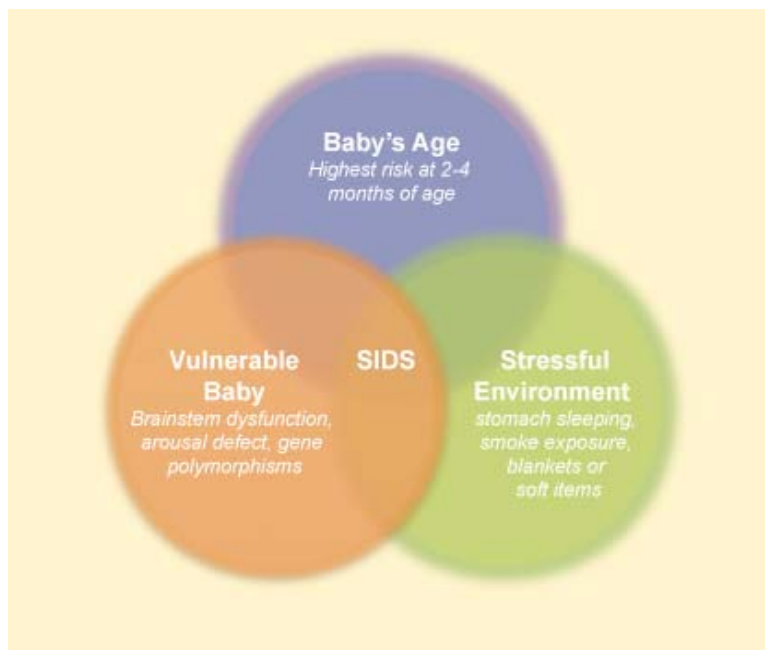 Baby's Age
Highest risk at 2-4
months of age
Vulnerable
Baby
Brainstem dysfunction,
arousal defect, gene
polymorphisms
SIDS
Stressful
Environment
stomach sleeping,
smoke exposure,
blankets or
soft items